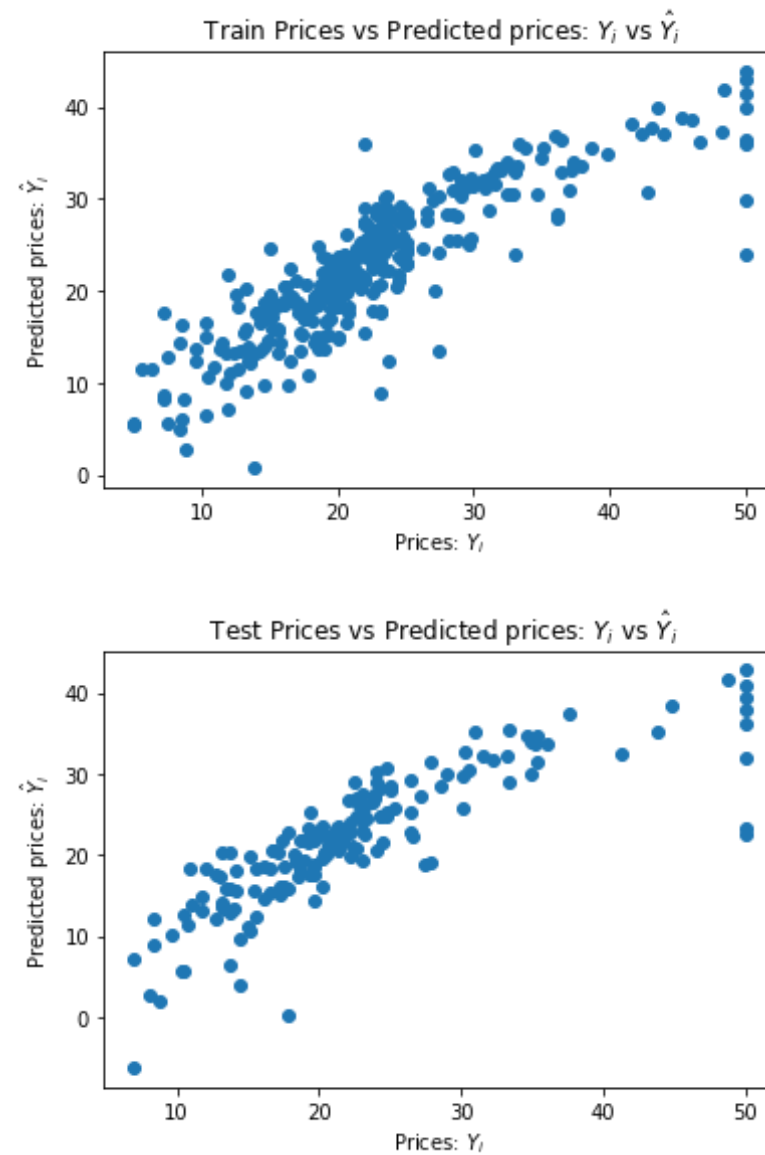 Train Prices vs Predicted prices: Yᵢ vs Ŷᵢ
Predicted prices: Ŷᵢ
40
30
20
10
0
10 20 30 40 50
Prices: Yᵢ
Test Prices vs Predicted prices: Yᵢ vs Ŷᵢ
Predicted prices: Ŷᵢ
40
30
20
10
0
10 20 30 40 50
Prices: Yᵢ